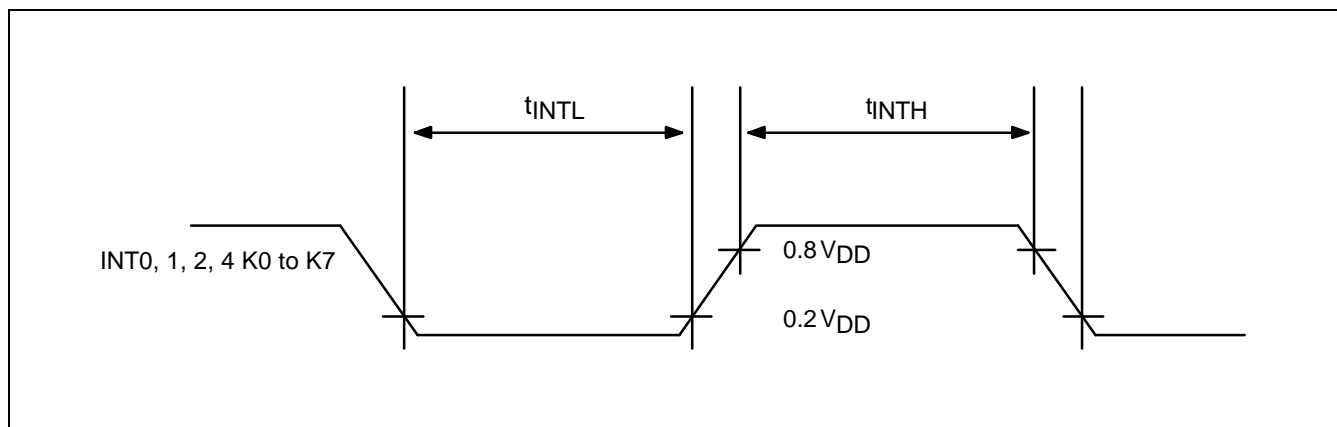 tINTL tINTH
INT0, 1, 2, 4 K0 to K7
0.8 VDD
0.2 VDD